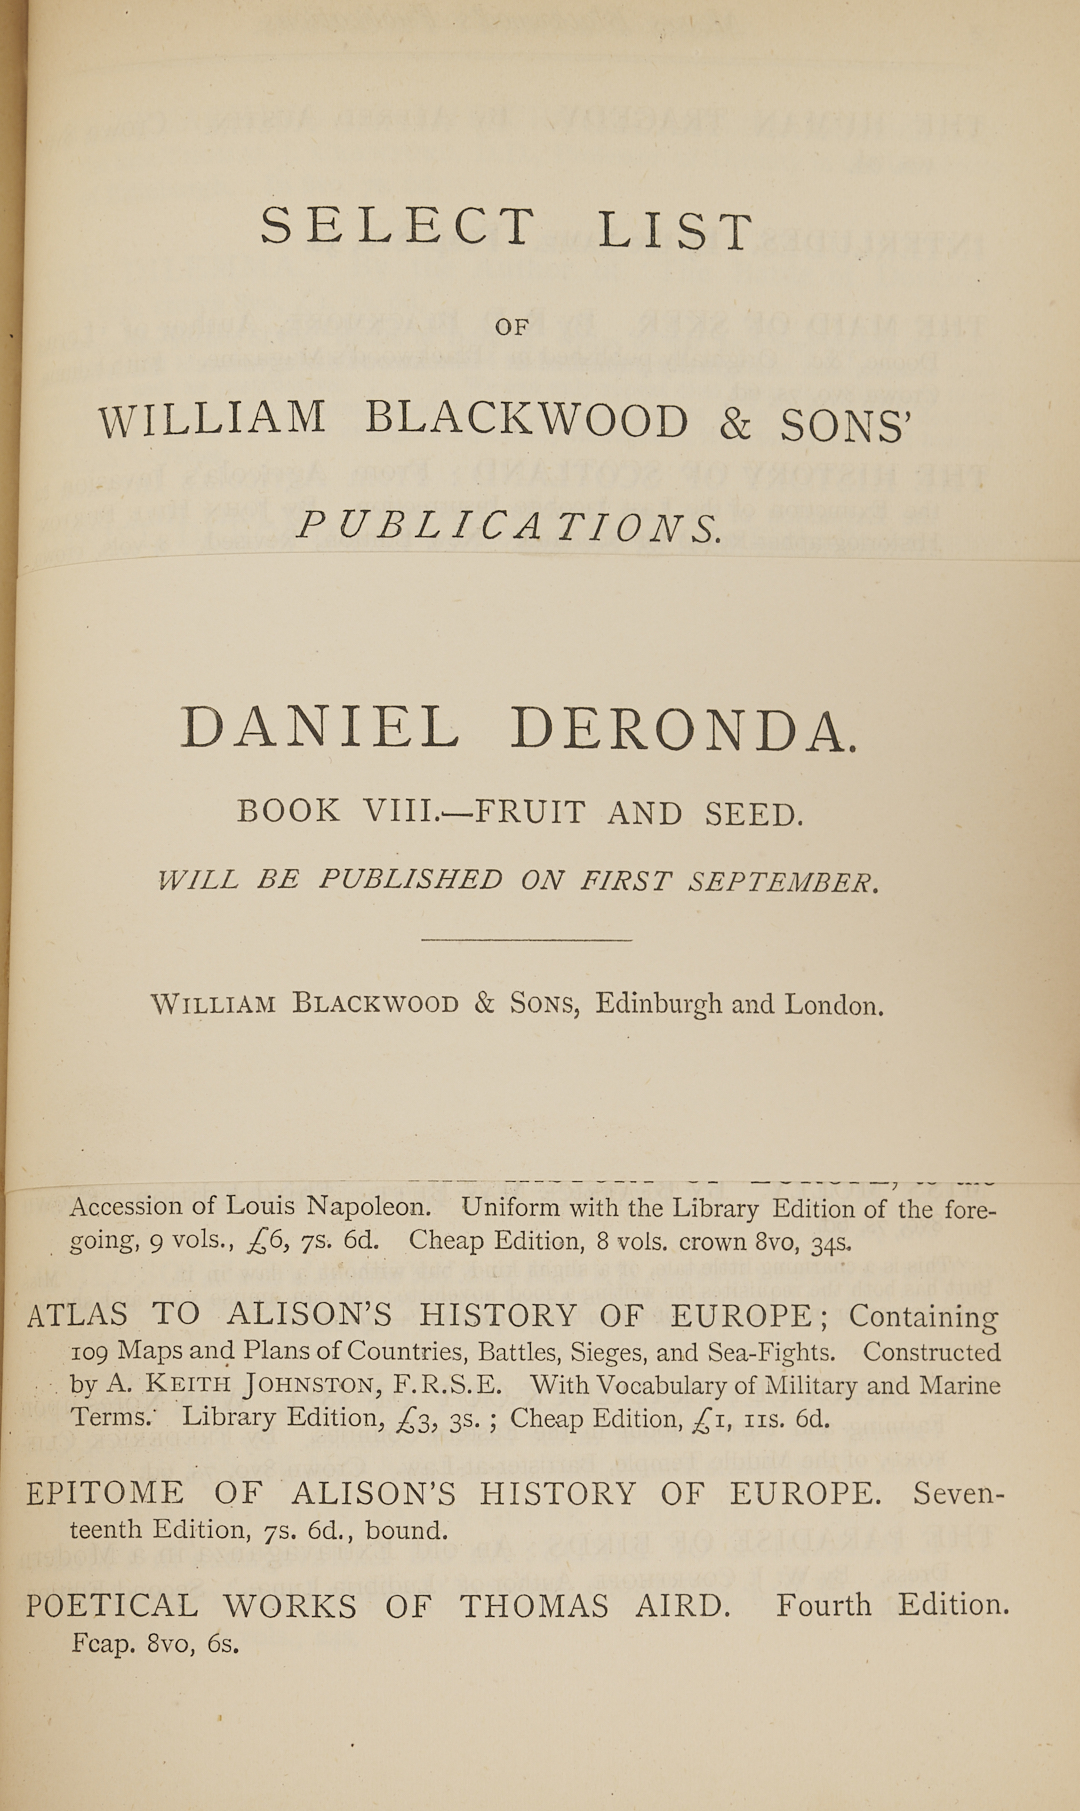 SELECT LIST
OF
WILLIAM BLACKWOOD & SONS'
PUBLICATIONS.
DANIEL DERONDA.
BOOK VIII.—FRUIT AND SEED.
WILL BE PUBLISHED ON FIRST SEPTEMBER.
WILLIAM BLACKWOOD & SONS, Edinburgh and London.
Accession of Louis Napoleon. Uniform with the Library Edition of the fore-
going, 9 vols., £6, 7s. 6d. Cheap Edition, 8 vols. crown 8vo, 34s.
ATLAS TO ALISON'S HISTORY OF EUROPE; Containing
109 Maps and Plans of Countries, Battles, Sieges, and Sea-Fights. Constructed
by A. KEITH JOHNSTON, F.R.S.E. With Vocabulary of Military and Marine
Terms. Library Edition, £3, 3s. ; Cheap Edition, £1, 11s. 6d.
EPITOME OF ALISON'S HISTORY OF EUROPE. Seven-
teenth Edition, 7s. 6d., bound.
POETICAL WORKS OF THOMAS AIRD. Fourth Edition.
Fcap. 8vo, 6s.